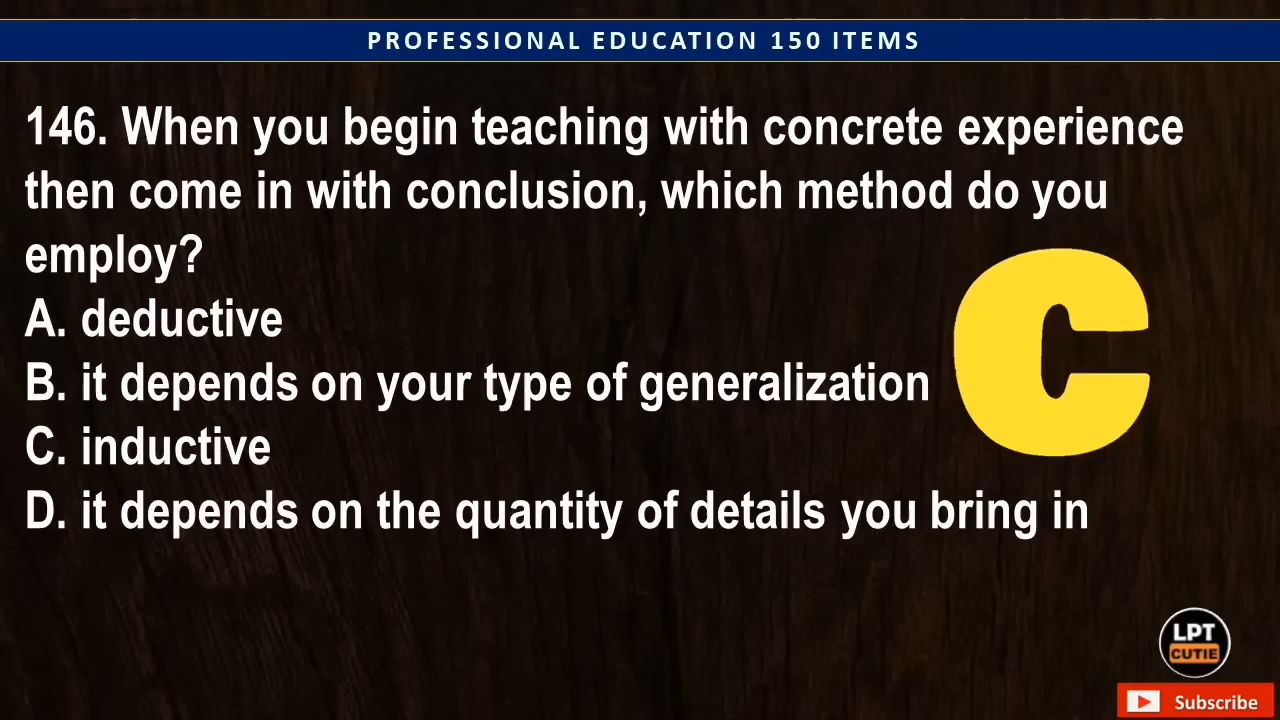 PROFESSIONAL EDUCATION 150 ITEMS
146. When you begin teaching with concrete experience
then come in with conclusion, which method do you
employ?
A. deductive
B. it depends on your type of generalization
C. inductive
D. it depends on the quantity of details you bring in
C
LPT
CUTIE
Subscribe